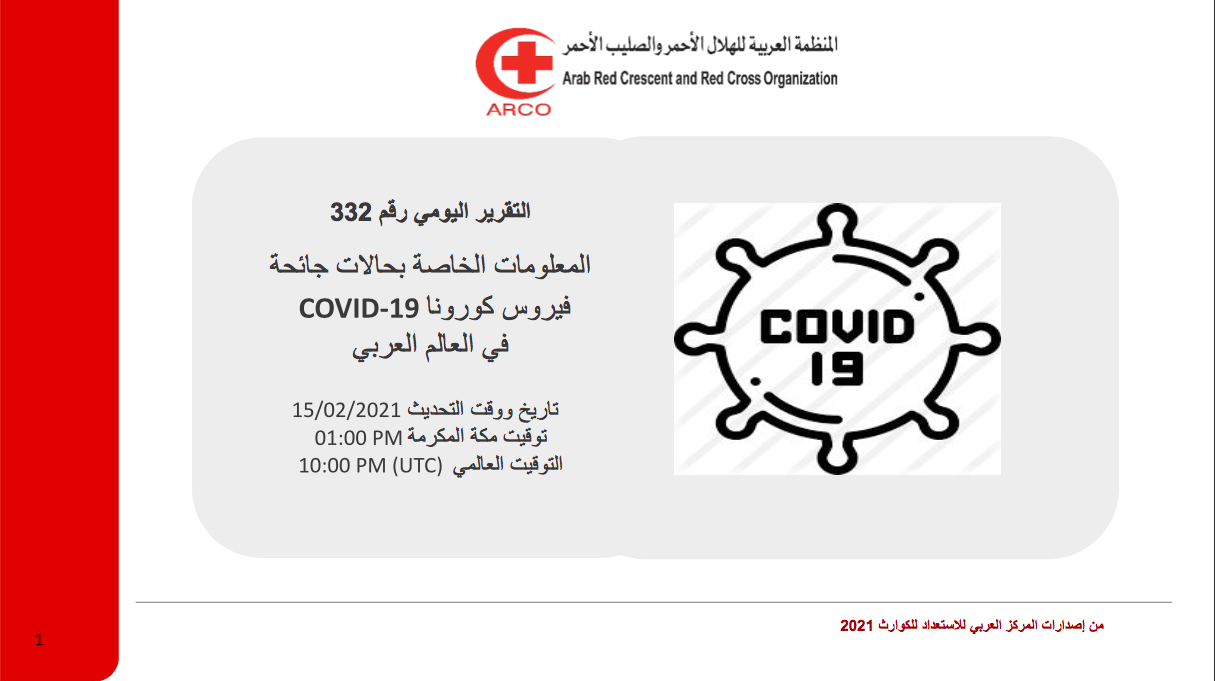 المنظمة العربية للهلال الأحمر والصليب الأحمر
Arab Red Crescent and Red Cross Organization
ARCO
التقرير اليومي رقم 332
المعلومات الخاصة بحالات جائحة
فيروس كورونا COVID-19
في العالم العربي
تاريخ ووقت التحديث 15/02/2021
توقيت مكة المكرمة 01:00 PM
التوقيت العالمي 10:00 PM (UTC)
COVID
19
من إصدارات المركز العربي للاستعداد للكوارث 2021
1